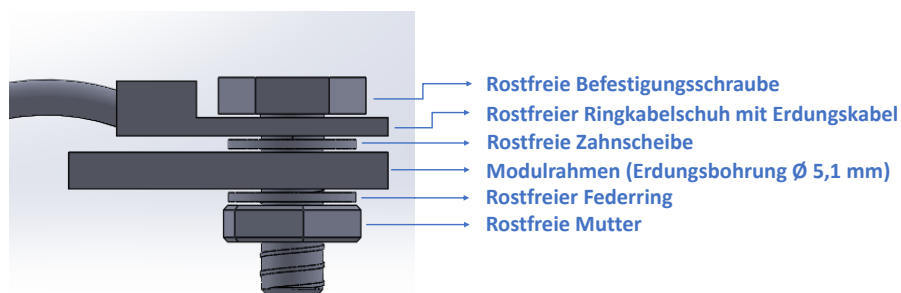 Rostfreie Befestigungsschraube
Rostfreier Ringkabelschuh mit Erdungskabel
Rostfreie Zahnscheibe
Modulrahmen (Erdungsbohrung Ø 5,1 mm)
Rostfreier Federring
Rostfreie Mutter